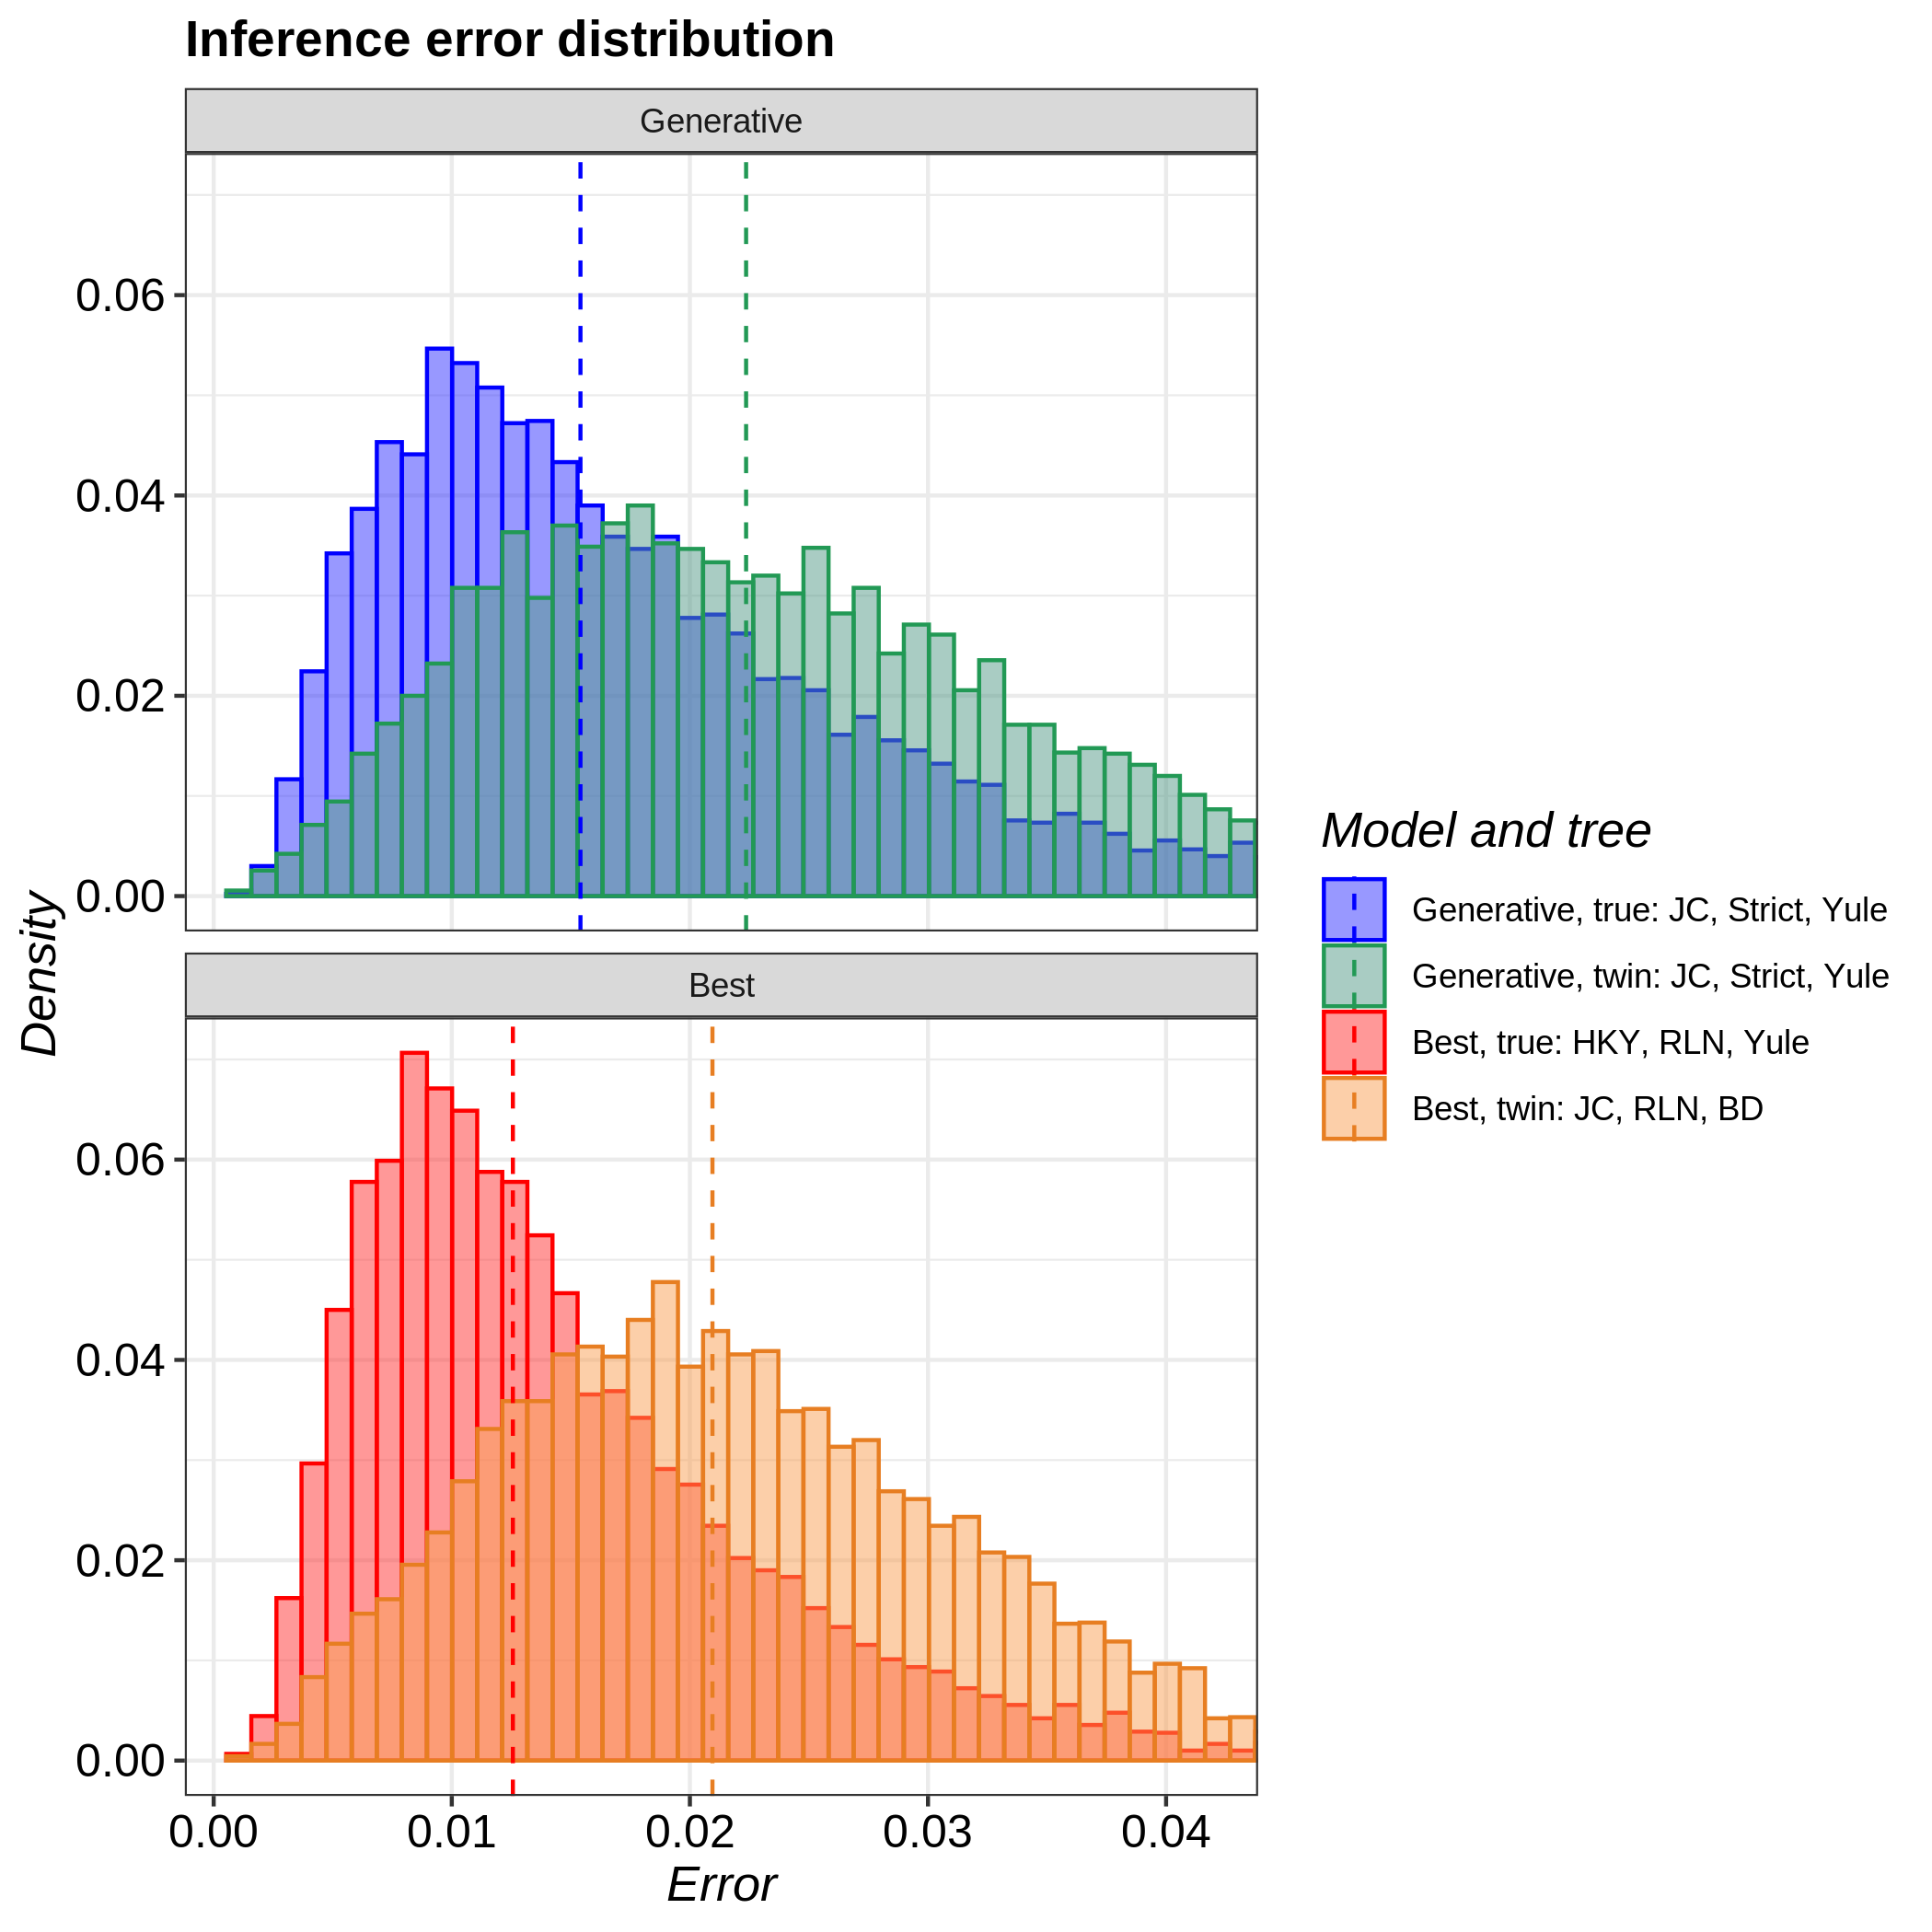 Inference error distribution
Generative
0.06
0.04
0.02
0.00
Best
0.06
0.04
0.02
0.00
0.00 0.01 0.02 0.03 0.04
Error
Density
Model and tree
Generative, true: JC, Strict, Yule
Generative, twin: JC, Strict, Yule
Best, true: HKY, RLN, Yule
Best, twin: JC, RLN, BD